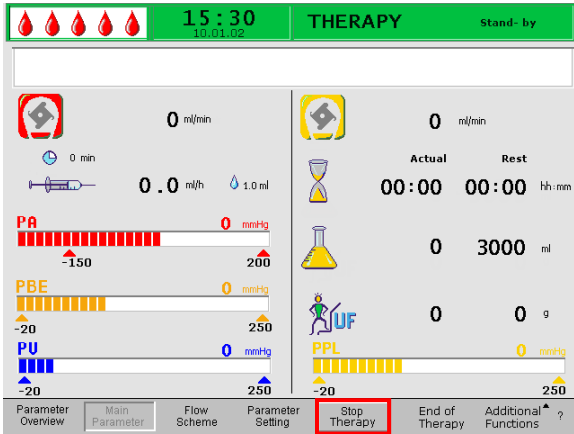 15:30 THERAPY Stand- by
10.01.02
0 ml/min
0 ml/min
0 min
Actual Rest
0.0 ml/h 1.0 ml
00:00 00:00 hh:mm
PA 0 mmHg
-150 200
0 3000 ml
PBE 0 mmHg
-20 250
UF 0 0 g
PV 0 mmHg
PPL 0 mmHg
-20 250
-20 250
Parameter Overview
Main Parameter
Flow Scheme
Parameter Setting
Stop Therapy
End of Therapy
Additional Functions
?